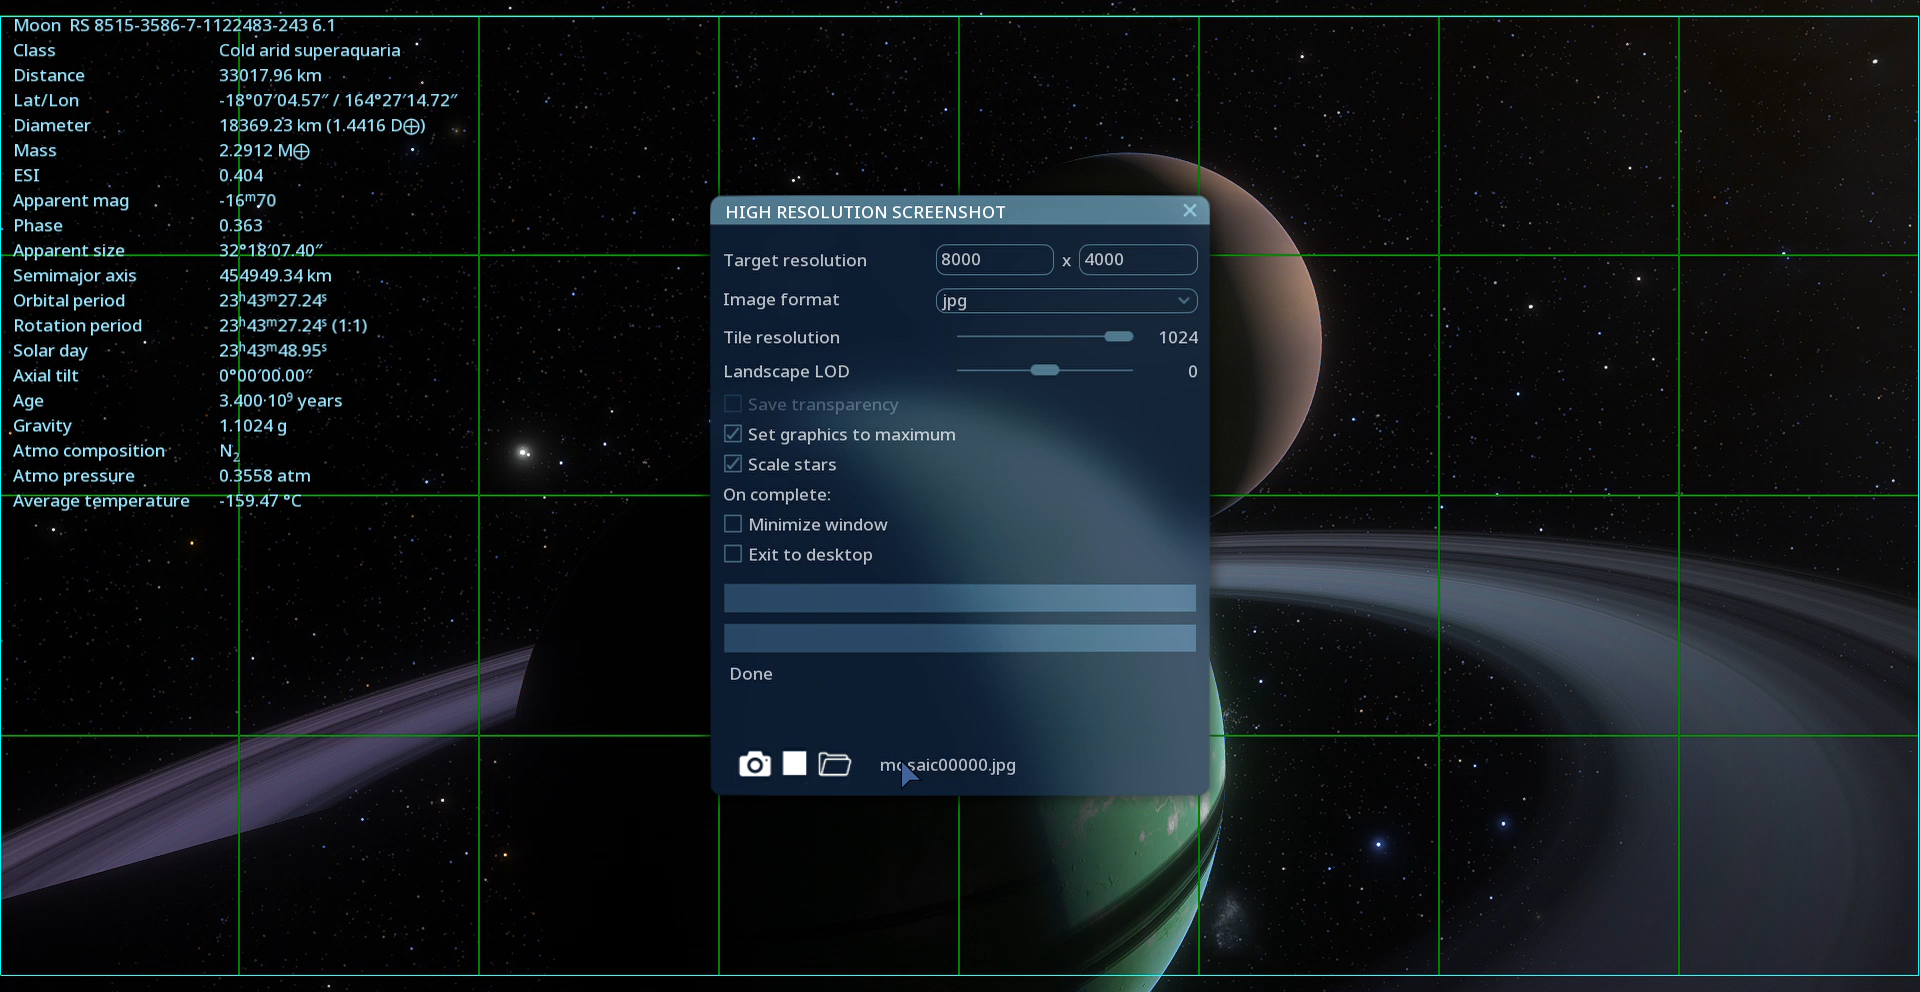 Moon RS 8515-3586-7-1122483-243 6.1
Class Cold arid superaquaria
Distance 33017.96 km
Lat/Lon -18°07′04.57″ / 164°27′14.72″
Diameter 18369.23 km (1.4416 D⊕)
Mass 2.2912 M⊕
ESI 0.404
Apparent mag -16ᵐ70
Phase 0.363
Apparent size 32°18′07.40″
Semimajor axis 454949.34 km
Orbital period 23ʰ43ᵐ27.24ˢ
Rotation period 23ʰ43ᵐ27.24ˢ (1:1)
Solar day 23ʰ43ᵐ48.95ˢ
Axial tilt 0°00′00.00″
Age 3.400·10⁹ years
Gravity 1.1024 g
Atmo composition N₂
Atmo pressure 0.3558 atm
Average temperature -159.47 °C
HIGH RESOLUTION SCREENSHOT
Target resolution 8000 x 4000
Image format jpg
Tile resolution 1024
Landscape LOD 0
Save transparency
Set graphics to maximum
Scale stars
On complete:
Minimize window
Exit to desktop
Done
mosaic00000.jpg